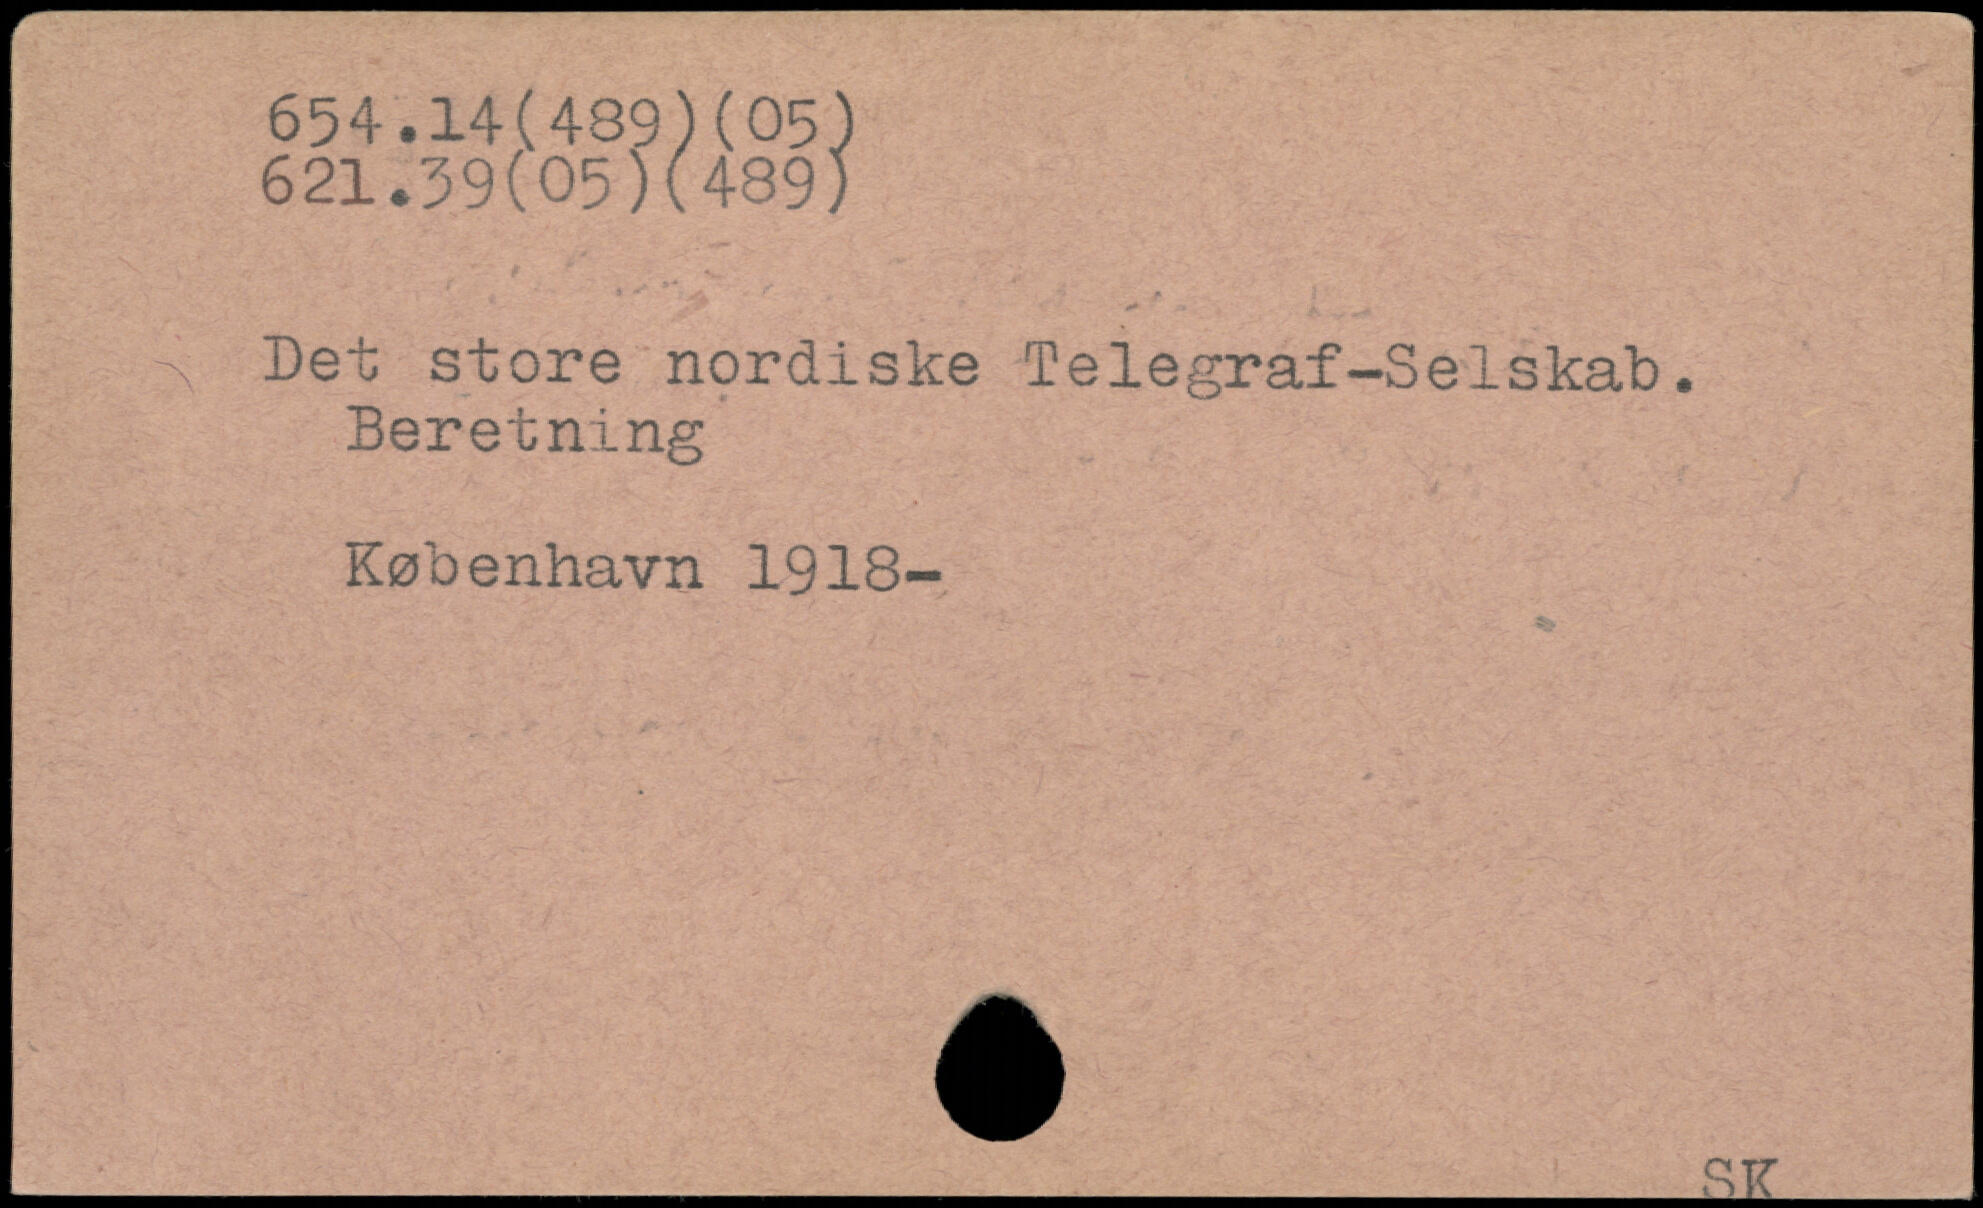 654.14(489)(05)
621.39(05)(489)
Det store nordiske Telegraf-Selskab.
Beretning
København 1918-
SK